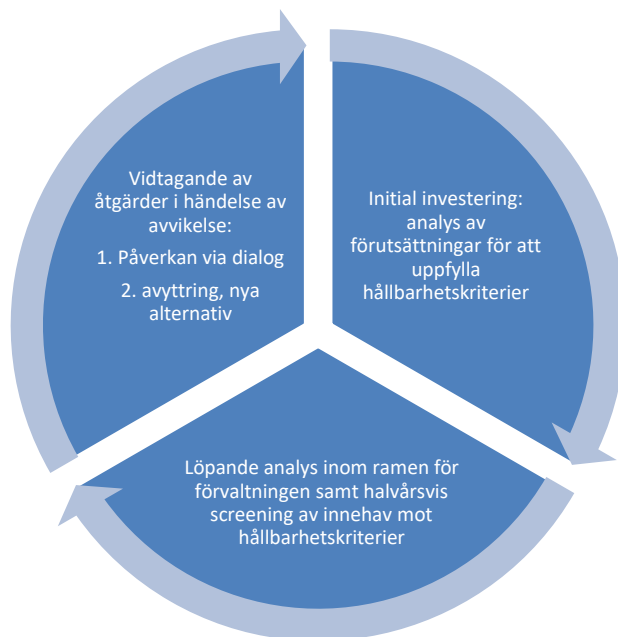 Vidtagande av
åtgärder i händelse av
avvikelse:
1. Påverkan via dialog
2. avyttring, nya
alternativ
Initial investering:
analys av
förutsättningar för att
uppfylla
hållbarhetskriterier
Löpande analys inom ramen för
förvaltningen samt halvårsvis
screening av innehav mot
hållbarhetskriterier